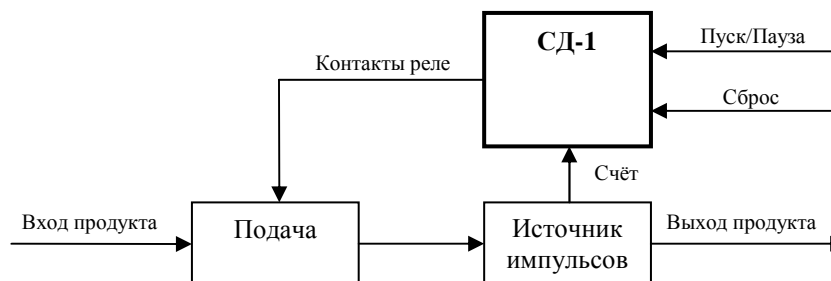 СД-1
Пуск/Пауза
Контакты реле
Сброс
Счёт
Вход продукта
Подача
Источник
импульсов
Выход продукта